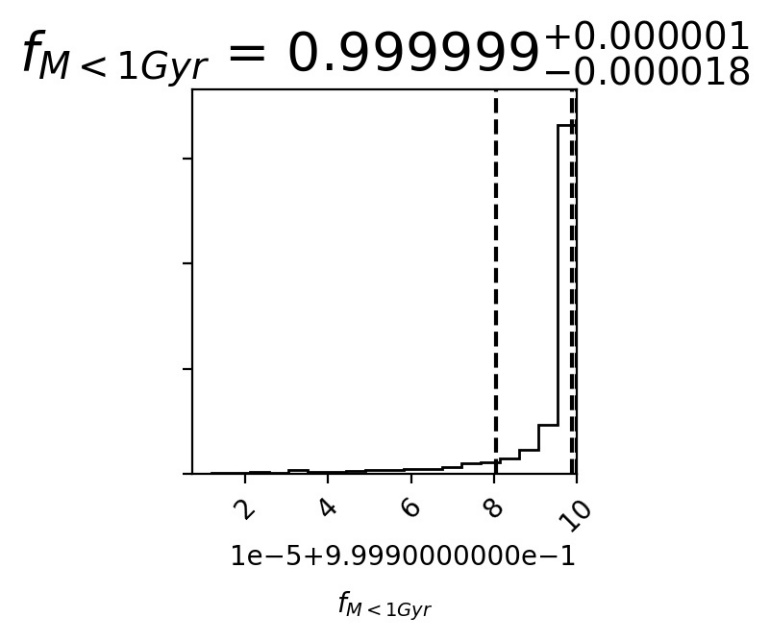 f_{M<1Gyr} = 0.999999^{+0.000001}_{−0.000018}
2 4 6 8 10
1e−5+9.9990000000e−1
f_{M<1Gyr}